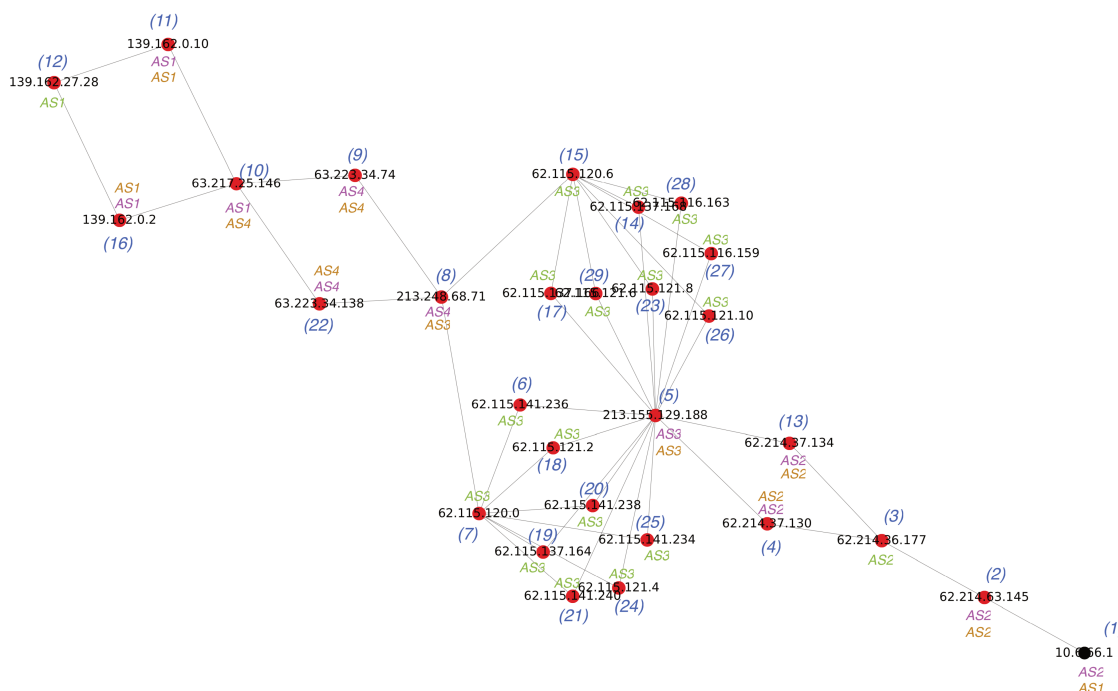 (11)
139.162.0.10
AS1
AS1
(12)
139.162.27.28
AS1
(10)
63.217.25.146
AS1
AS4
(9)
63.223.34.74
AS4
AS4
AS1
AS1
139.162.0.2
(16)
AS4
AS4
63.223.34.138
(22)
(8)
213.248.68.71
AS4
AS3
(15)
62.115.120.6
AS3
AS3
62.115.137.168
(14)
(28)
62.115.116.163
AS3
AS3
62.115.116.159
(27)
AS3
(17)
(29)
AS3
AS3
62.115.121.8
(23)
AS3
62.115.121.10
(26)
(6)
62.115.141.236
AS3
(5)
213.155.129.188
AS3
AS3
AS3
62.115.121.2
(18)
(13)
62.214.37.134
AS2
AS2
AS3
62.115.120.0
(7)
(20)
62.115.141.238
AS3
(25)
62.115.141.234
AS3
(19)
62.115.137.164
AS3
AS3
62.115.141.240
(21)
AS3
62.115.121.4
(24)
AS2
AS2
62.214.37.130
(4)
(3)
62.214.36.177
AS2
(2)
62.214.63.145
AS2
AS2
(1
AS2
AS1